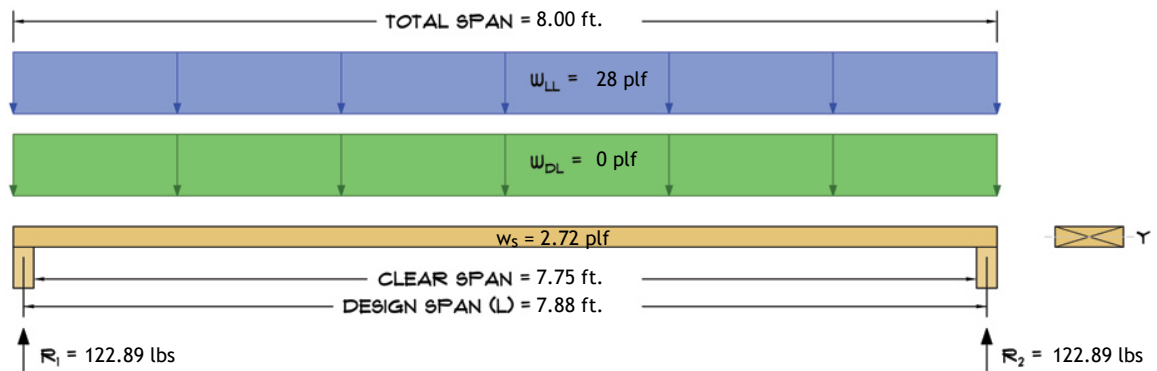 TOTAL SPAN = 8.00 ft.
WLL = 28 plf
WDL = 0 plf
ws = 2.72 plf
Y
CLEAR SPAN = 7.75 ft.
DESIGN SPAN (L) = 7.88 ft.
R1 = 122.89 lbs
R2 = 122.89 lbs